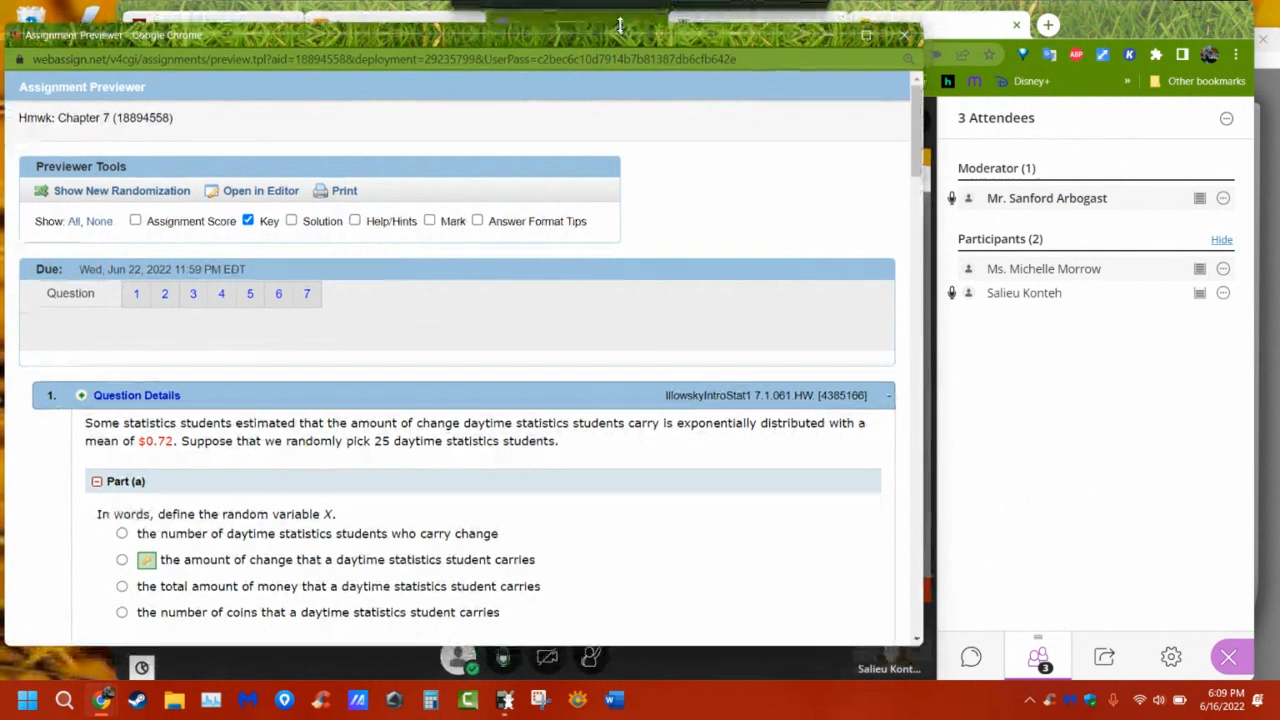 Assignment Previewer - Google Chrome
webassign.net/v4cgi/assignments/preview.tpl?aid=18894558&deployment=29235799&UserPass=c2bec6c10d7914b7b81387db6cfb642e
Disney+
Other bookmarks
Assignment Previewer
Hmwk: Chapter 7 (18894558)
Previewer Tools
Show New Randomization Open in Editor Print
Show: All, None Assignment Score Key Solution Help/Hints Mark Answer Format Tips
Due: Wed, Jun 22, 2022 11:59 PM EDT
Question 1 2 3 4 5 6 7
1. Question Details IllowskyIntroStat1 7.1.061.HW. [4385166] -
Some statistics students estimated that the amount of change daytime statistics students carry is exponentially distributed with a
mean of $0.72. Suppose that we randomly pick 25 daytime statistics students.
Part (a)
In words, define the random variable X.
the number of daytime statistics students who carry change
the amount of change that a daytime statistics student carries
the total amount of money that a daytime statistics student carries
the number of coins that a daytime statistics student carries
3 Attendees
Moderator (1)
Mr. Sanford Arbogast
Participants (2)
Hide
Ms. Michelle Morrow
Salieu Konteh
3
Salieu Kont...
6:09 PM
6/16/2022